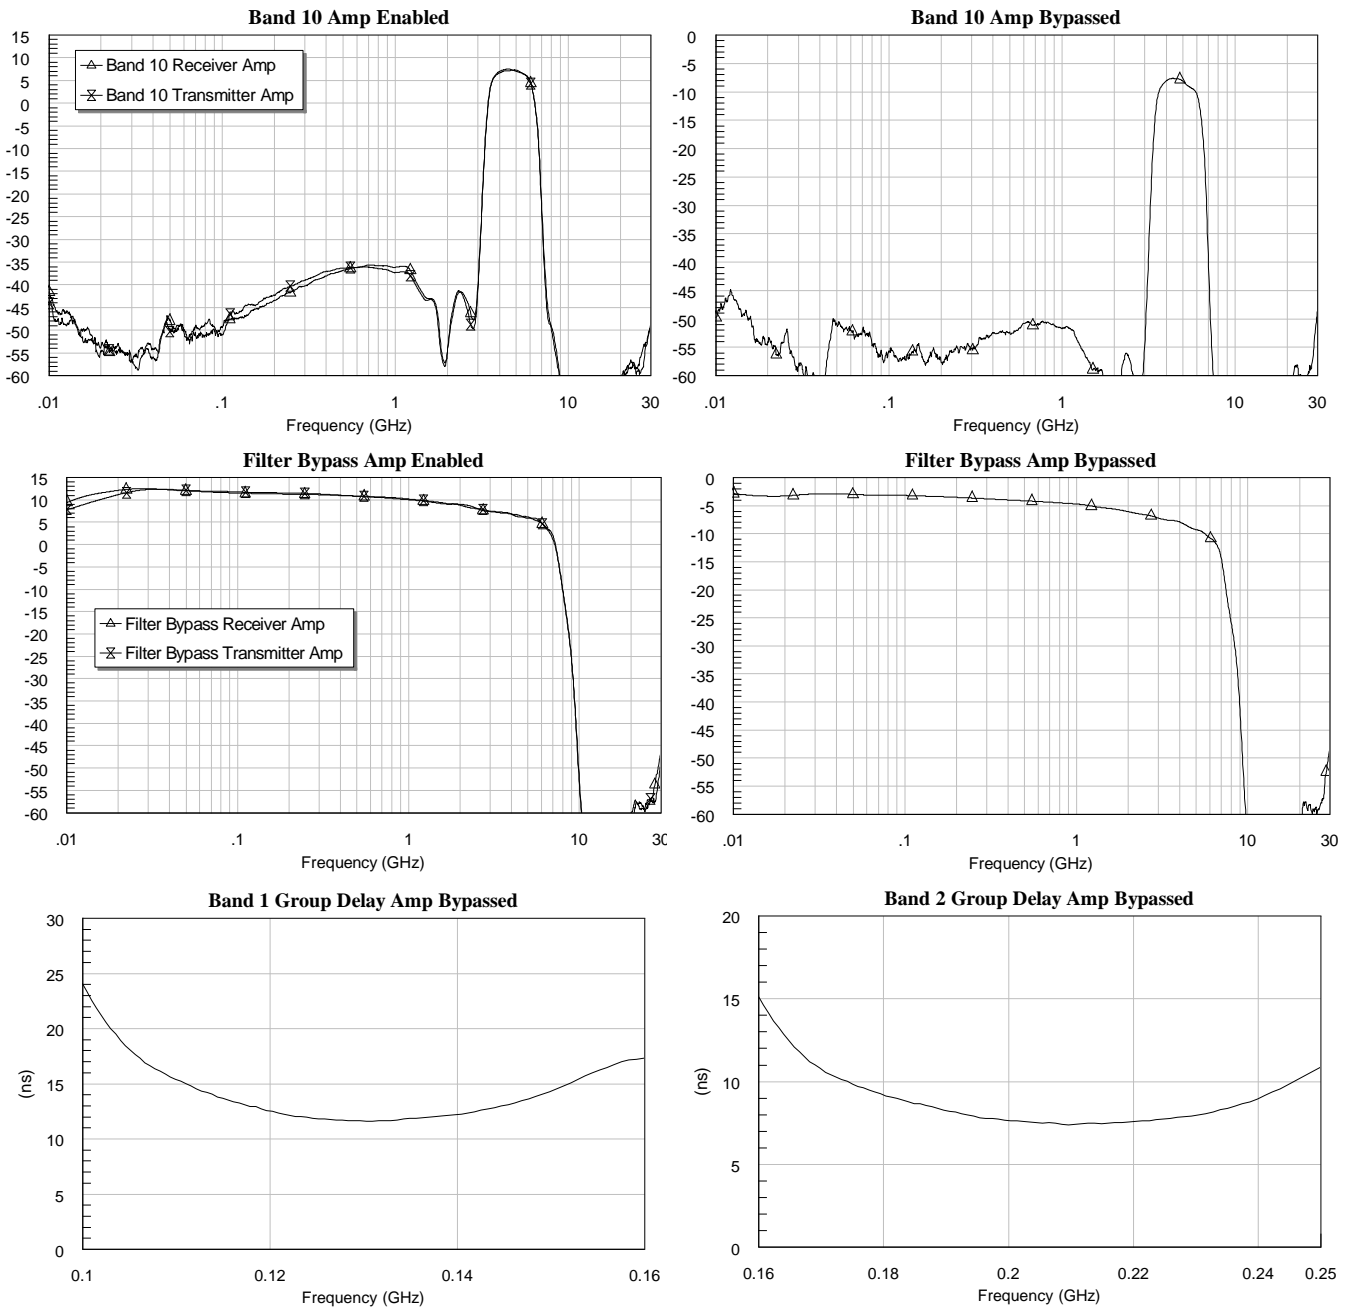 Band 10 Amp Enabled
15
10
5
0
-5
-10
-15
-20
-25
-30
-35
-40
-45
-50
-55
-60
Band 10 Receiver Amp
Band 10 Transmitter Amp
.01 .1 1 10 30
Frequency (GHz)
Band 10 Amp Bypassed
0
-5
-10
-15
-20
-25
-30
-35
-40
-45
-50
-55
-60
.01 .1 1 10 30
Frequency (GHz)
Filter Bypass Amp Enabled
15
10
5
0
-5
-10
-15
-20
-25
-30
-35
-40
-45
-50
-55
-60
Filter Bypass Receiver Amp
Filter Bypass Transmitter Amp
.01 .1 1 10 30
Frequency (GHz)
Filter Bypass Amp Bypassed
0
-5
-10
-15
-20
-25
-30
-35
-40
-45
-50
-55
-60
.01 .1 1 10 30
Frequency (GHz)
Band 1 Group Delay Amp Bypassed
30
25
20
15
10
5
0
(ns)
0.1 0.12 0.14 0.16
Frequency (GHz)
Band 2 Group Delay Amp Bypassed
20
15
10
5
0
(ns)
0.16 0.18 0.2 0.22 0.24 0.25
Frequency (GHz)